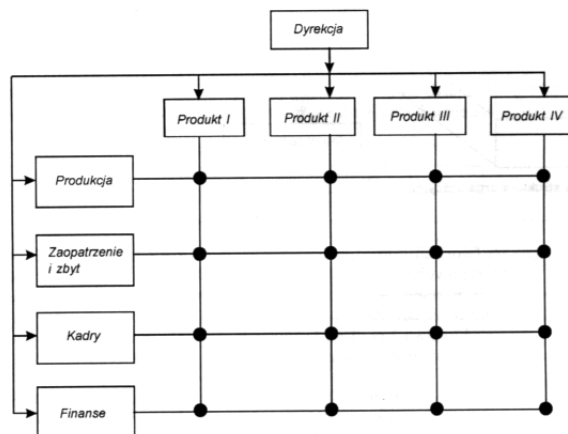 Dyrekcja
Produkt I
Produkt II
Produkt III
Produkt IV
Produkcja
Zaopatrzenie
i zbyt
Kadry
Finanse